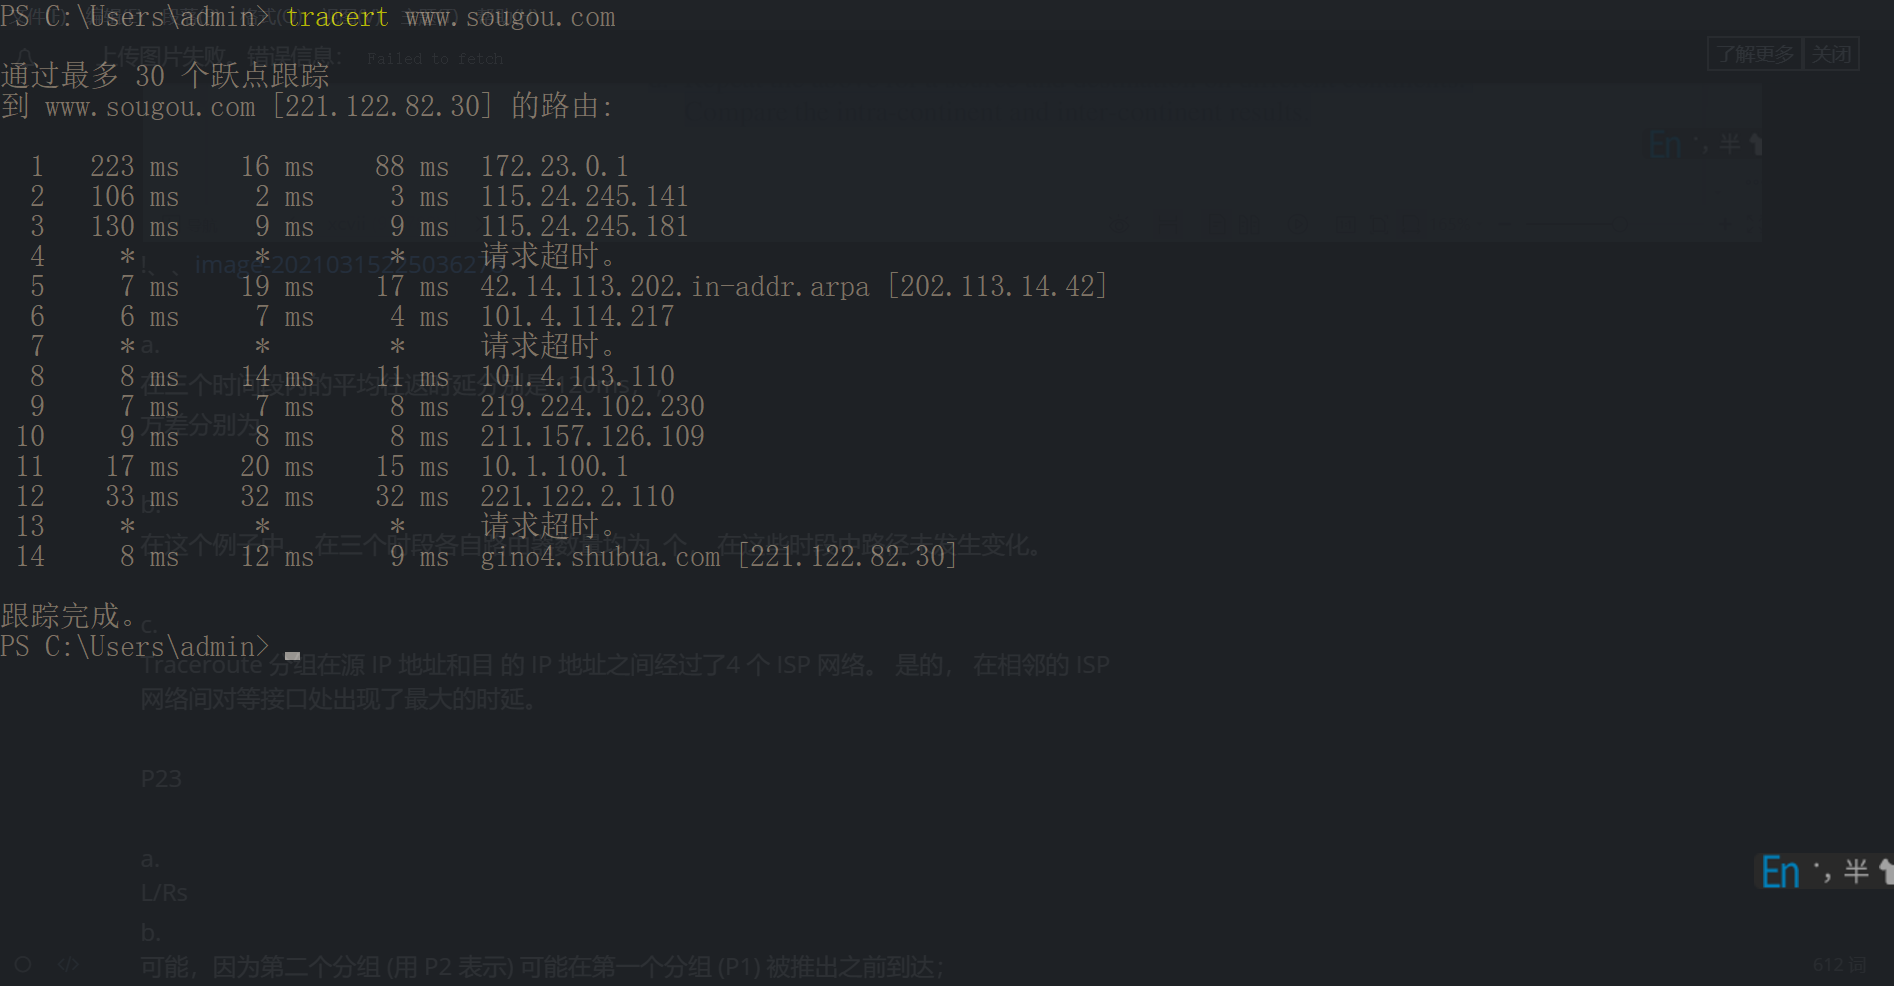 PS C:\Users\admin> tracert www.sougou.com
上传图片失败，错误信息： Failed to fetch
了解更多 关闭
通过最多 30 个跃点跟踪
到 www.sougou.com [221.122.82.30] 的路由:
En ·, 半
1 223 ms 16 ms 88 ms 172.23.0.1
2 106 ms 2 ms 3 ms 115.24.245.141
3 130 ms 9 ms 9 ms 115.24.245.181
4 * * * 请求超时。
!、、image-2021031522503627
5 7 ms 19 ms 17 ms 42.14.113.202.in-addr.arpa [202.113.14.42]
6 6 ms 7 ms 4 ms 101.4.114.217
7 * * * 请求超时。
a.
8 8 ms 14 ms 11 ms 101.4.113.110
在三个时间段内的平均往返时延分别是 120ms，
9 7 ms 7 ms 8 ms 219.224.102.230
方差分别为
10 9 ms 8 ms 8 ms 211.157.126.109
11 17 ms 20 ms 15 ms 10.1.100.1
12 33 ms 32 ms 32 ms 221.122.2.110
b.
13 * * * 请求超时。
在这个例子中， 在三个时段各自路由器数量均为 个， 在这些时段中路径未发生变化。
14 8 ms 12 ms 9 ms gino4.shubua.com [221.122.82.30]
跟踪完成。
c.
PS C:\Users\admin>
Traceroute 分组在源 IP 地址和目 的 IP 地址之间经过了4 个 ISP 网络。 是的， 在相邻的 ISP
网络间对等接口处出现了最大的时延。
P23
a.
En ·, 半
L/Rs
b.
可能，因为第二个分组 (用 P2 表示) 可能在第一个分组 (P1) 被推出之前到达；
612 词